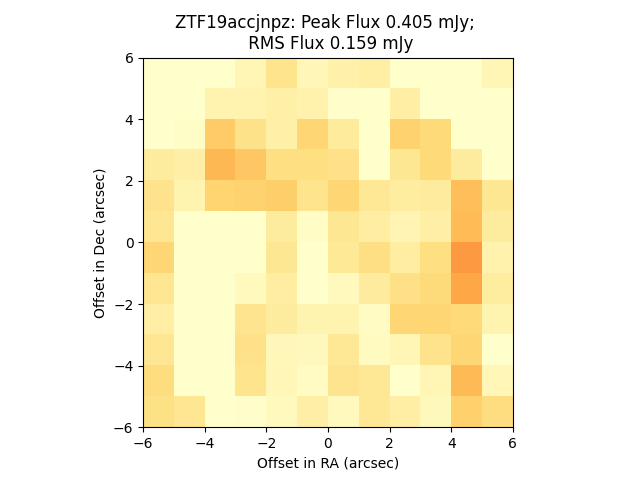 ZTF19accjnpz: Peak Flux 0.405 mJy;
RMS Flux 0.159 mJy
6
4
2
0
−2
−4
−6
Offset in Dec (arcsec)
−6 −4 −2 0 2 4 6
Offset in RA (arcsec)